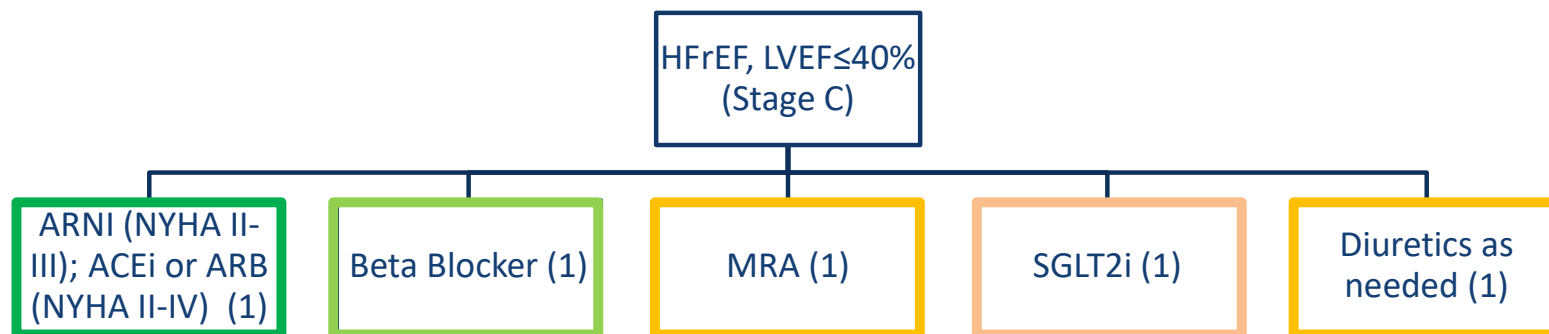 HFrEF, LVEF≤40%
(Stage C)
ARNI (NYHA II-
III); ACEi or ARB
(NYHA II-IV)  (1)
Beta Blocker (1)
MRA (1)
SGLT2i (1)
Diuretics as
needed (1)